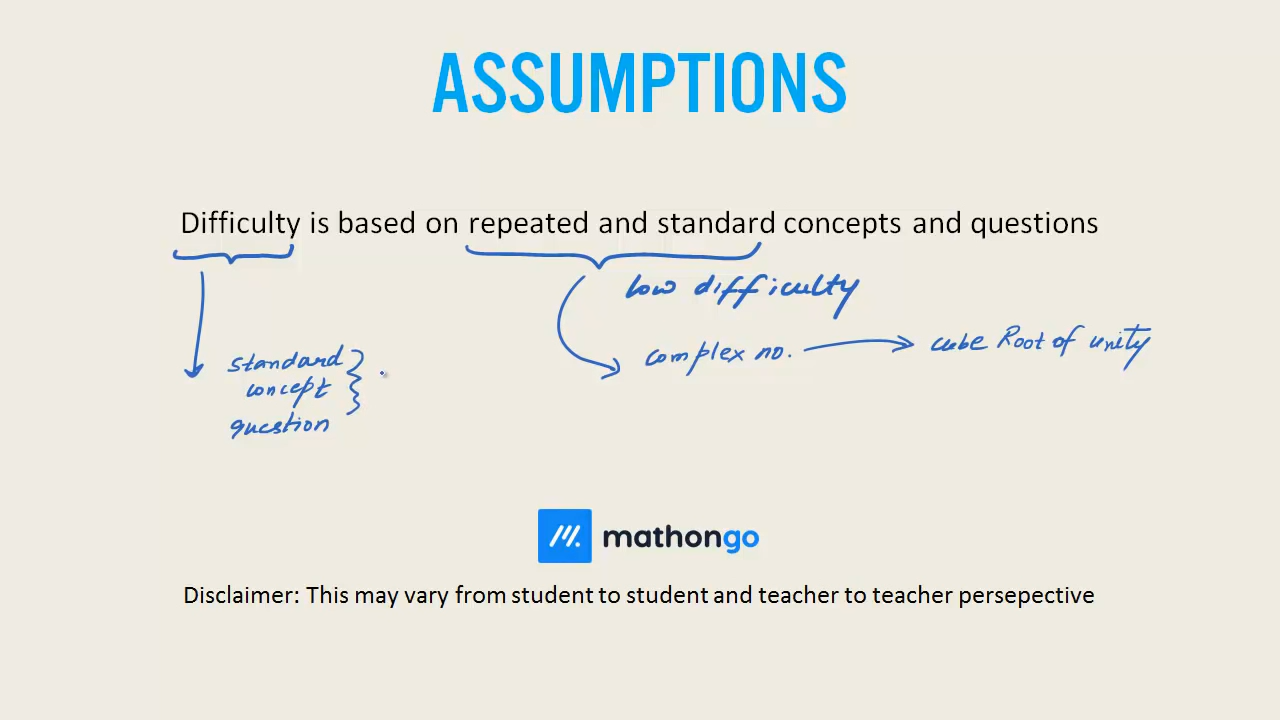 ASSUMPTIONS
Difficulty is based on repeated and standard concepts and questions
low difficulty
complex no.
cube Root of unity
standard
concept
question
mathongo
Disclaimer: This may vary from student to student and teacher to teacher persepective